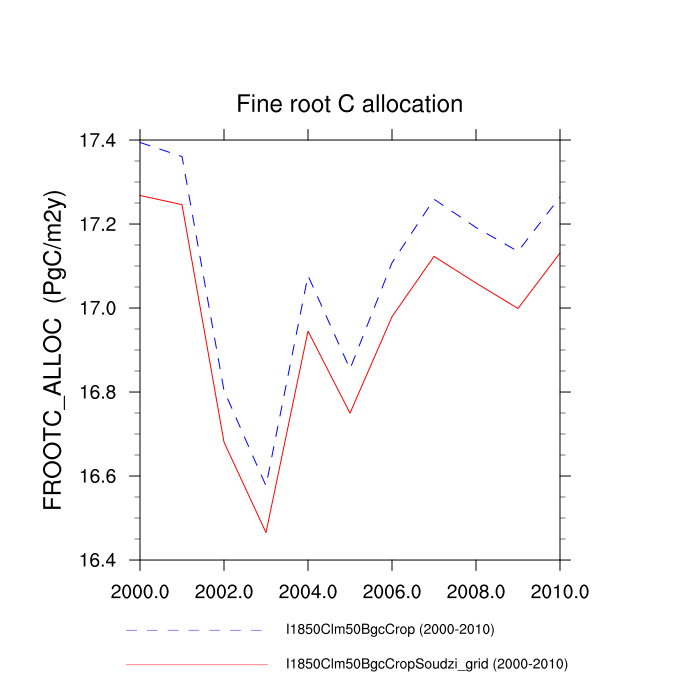 Fine root C allocation
FROOTC_ALLOC (PgC/m2y)
17.4
17.2
17.0
16.8
16.6
16.4
2000.0 2002.0 2004.0 2006.0 2008.0 2010.0
I1850Clm50BgcCrop (2000-2010)
I1850Clm50BgcCropSoudzi_grid (2000-2010)